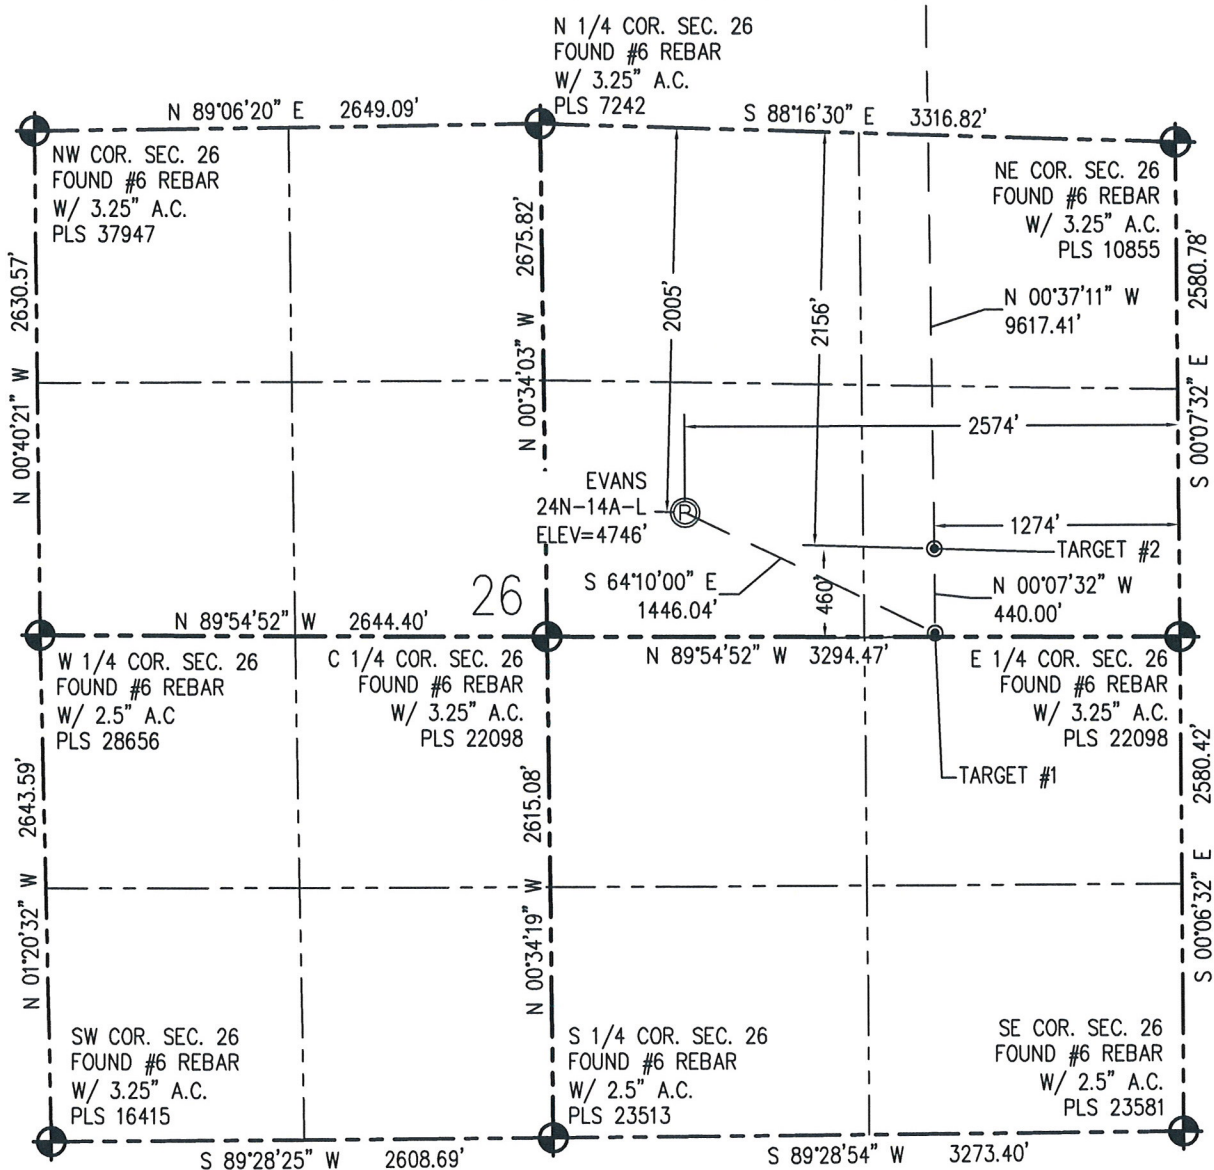 N 1/4 COR. SEC. 26
FOUND #6 REBAR
W/ 3.25" A.C.
PLS 7242
N 89°06'20" E 2649.09'
S 88°16'30" E 3316.82'
NW COR. SEC. 26
FOUND #6 REBAR
W/ 3.25" A.C.
PLS 37947
NE COR. SEC. 26
FOUND #6 REBAR
W/ 3.25" A.C.
PLS 10855
N 00°40'21" W 2630.57'
N 00°34'03" W 2675.82'
2005'
2156'
N 00°37'11" W
9617.41'
S 00°07'32" E 2580.78'
2574'
EVANS
24N-14A-L
ELEV=4746'
P
1274'
TARGET #2
S 64°10'00" E
1446.04'
460'
N 00°07'32" W
440.00'
26
N 89°54'52" W 2644.40'
N 89°54'52" W 3294.47'
W 1/4 COR. SEC. 26
FOUND #6 REBAR
W/ 2.5" A.C
PLS 28656
C 1/4 COR. SEC. 26
FOUND #6 REBAR
W/ 3.25" A.C.
PLS 22098
E 1/4 COR. SEC. 26
FOUND #6 REBAR
W/ 3.25" A.C.
PLS 22098
TARGET #1
N 01°20'32" W 2643.59'
N 00°34'19" W 2615.08'
S 00°06'32" E 2580.42'
SW COR. SEC. 26
FOUND #6 REBAR
W/ 3.25" A.C.
PLS 16415
S 1/4 COR. SEC. 26
FOUND #6 REBAR
W/ 2.5" A.C.
PLS 23513
SE COR. SEC. 26
FOUND #6 REBAR
W/ 2.5" A.C.
PLS 23581
S 89°28'25" W 2608.69'
S 89°28'54" W 3273.40'